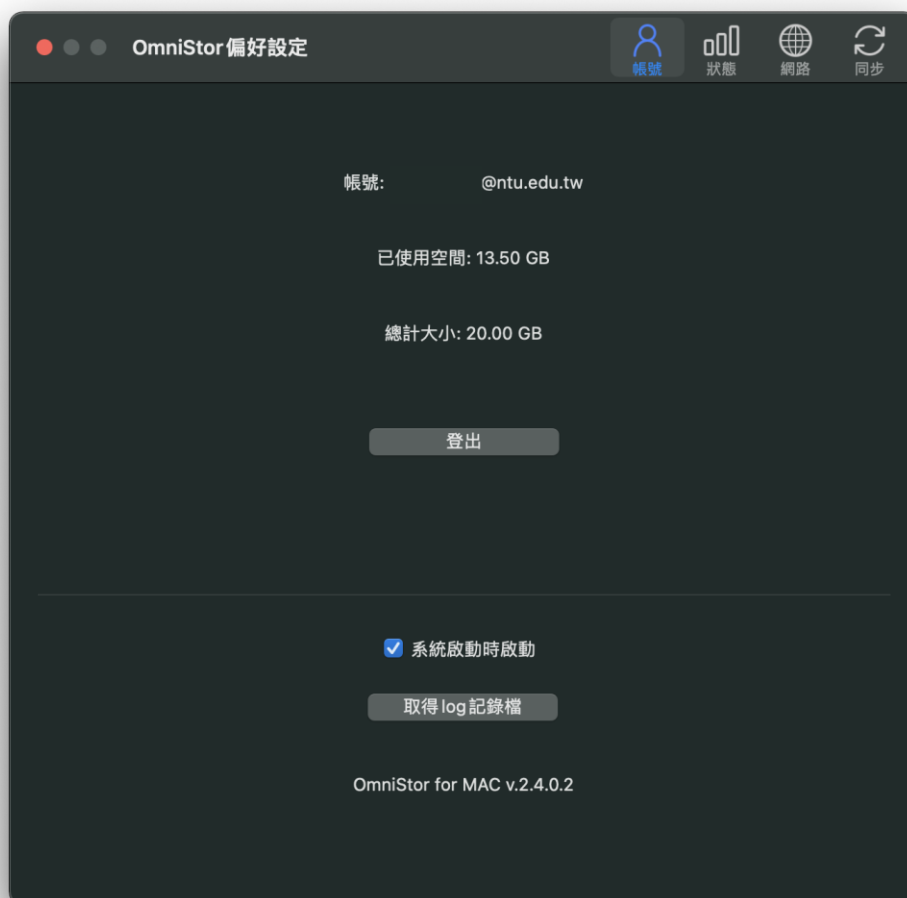 OmniStor偏好設定
帳號
狀態
網路
同步
帳號: @ntu.edu.tw
已使用空間: 13.50 GB
總計大小: 20.00 GB
登出
系統啟動時啟動
取得log記錄檔
OmniStor for MAC v.2.4.0.2